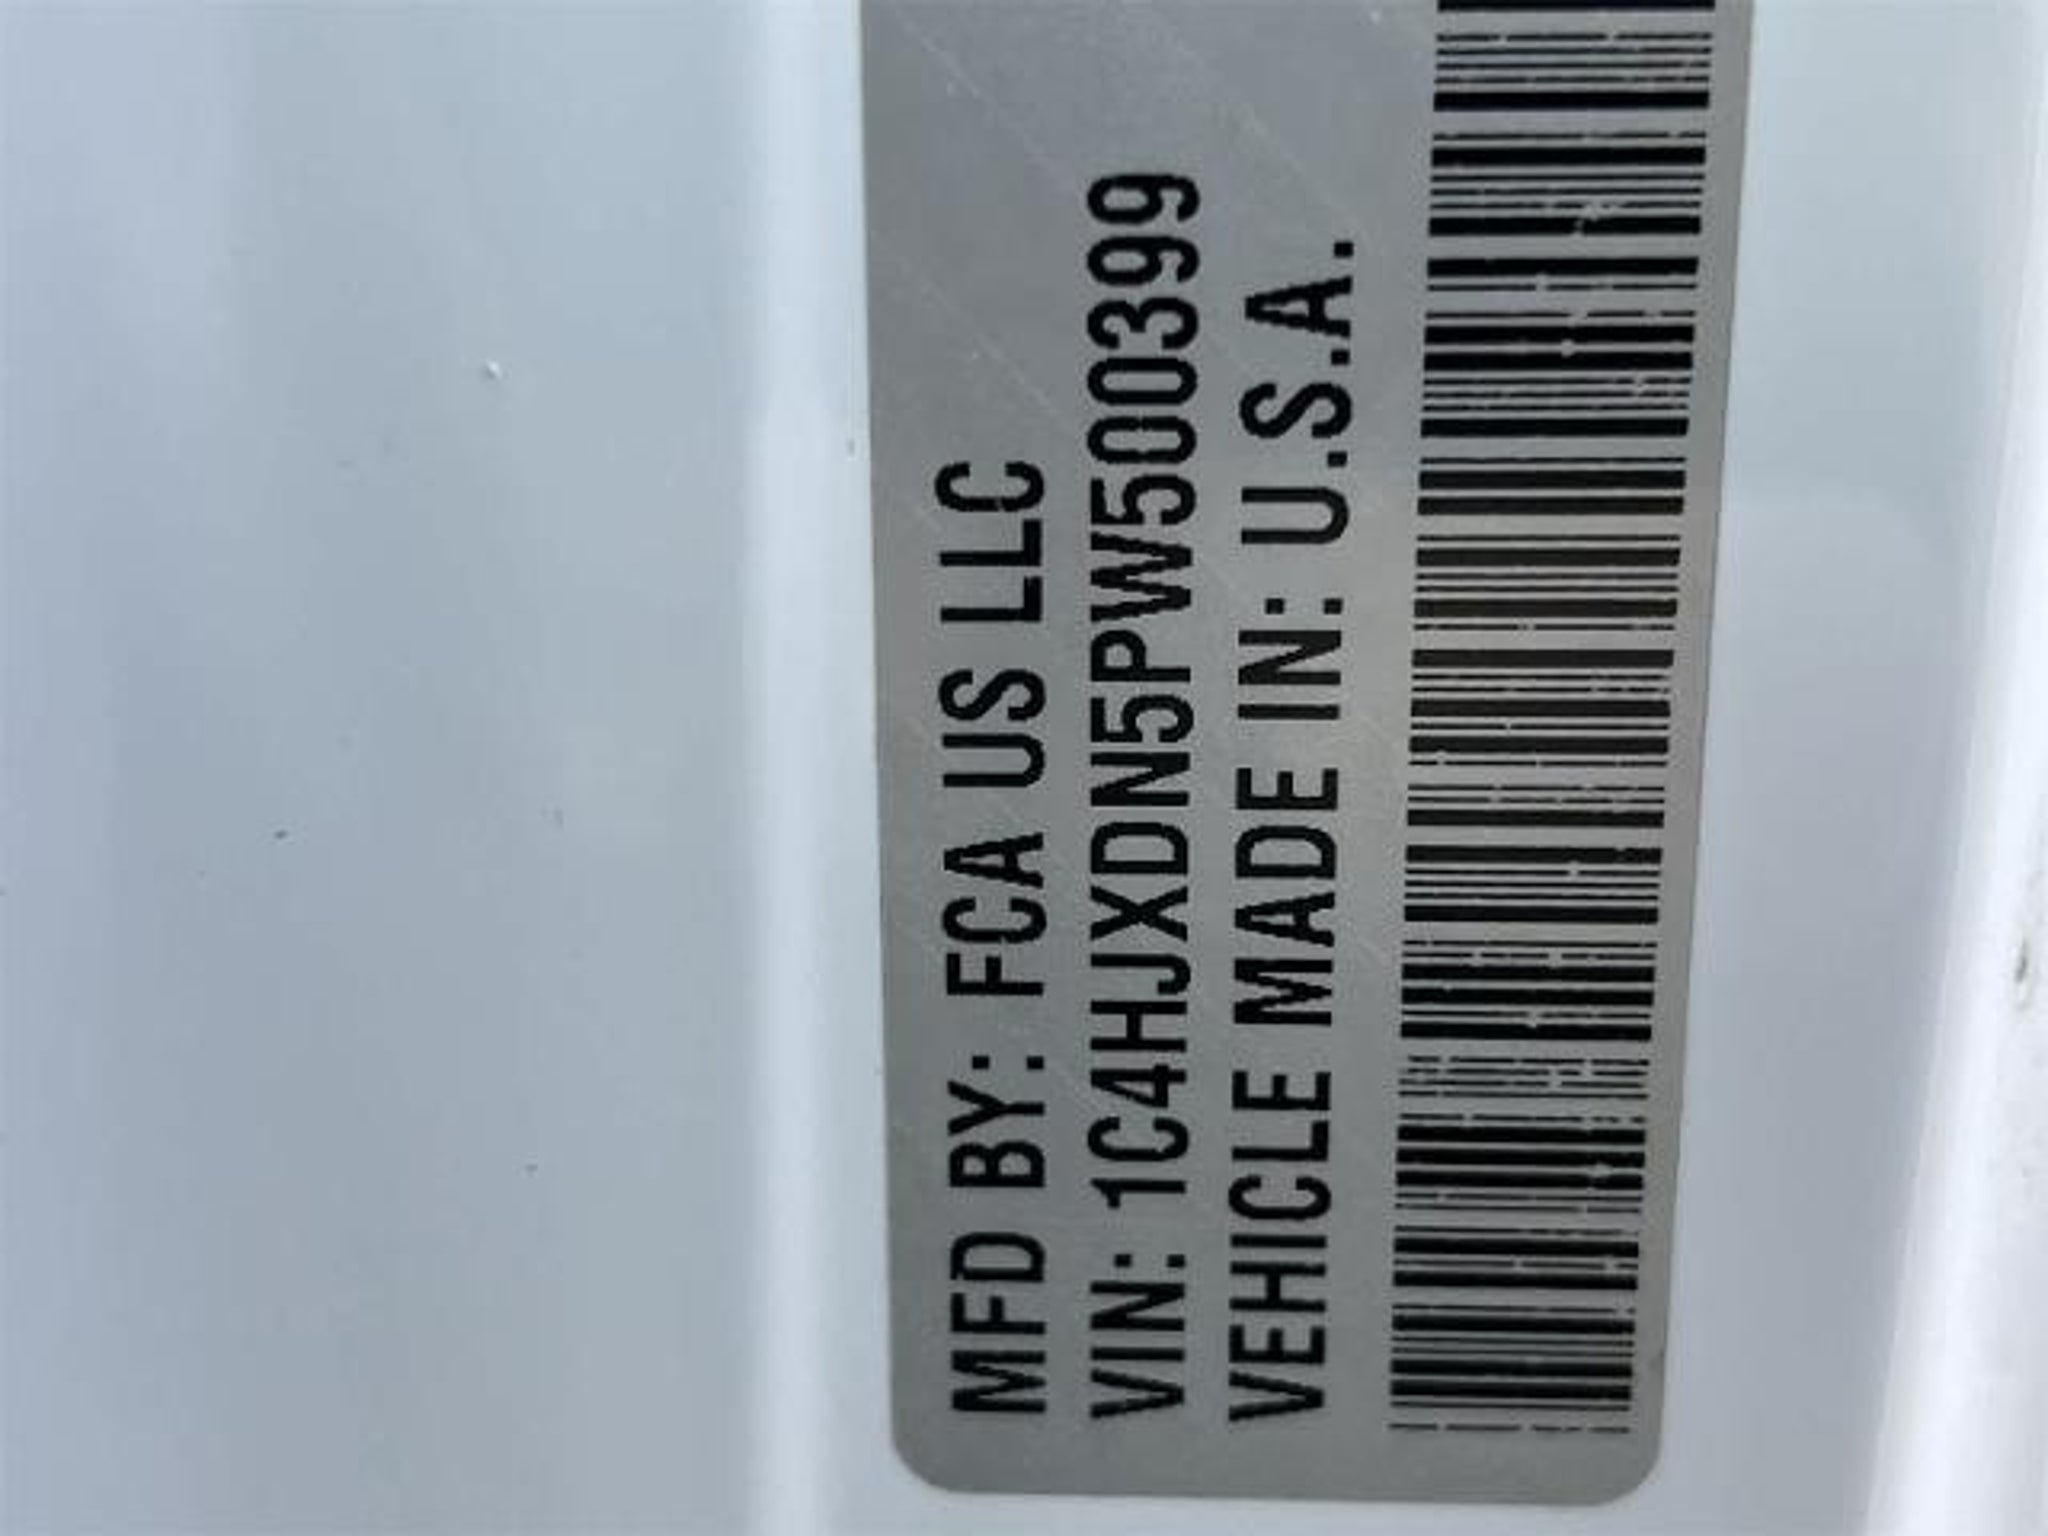 MFD BY: FCA US LLC
VIN: 1C4HJXDN5PW500399
VEHICLE MADE IN: U.S.A.